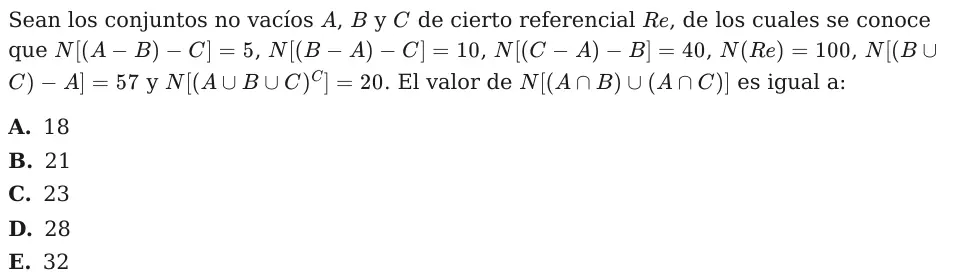 Sean los conjuntos no vacíos A, B y C de cierto referencial Re, de los cuales se conoce
que N[(A − B) − C] = 5, N[(B − A) − C] = 10, N[(C − A) − B] = 40, N(Re) = 100, N[(B ∪
C) − A] = 57 y N[(A ∪ B ∪ C)^C] = 20. El valor de N[(A ∩ B) ∪ (A ∩ C)] es igual a:
A. 18
B. 21
C. 23
D. 28
E. 32